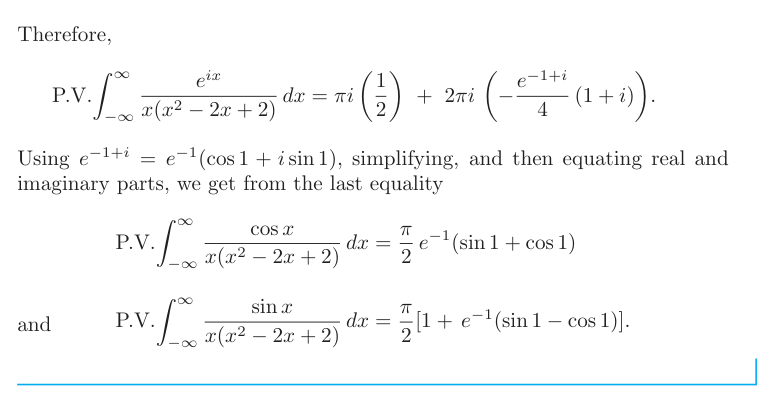 Therefore,
P.V. ∫_{−∞}^{∞} e^{ix} / (x(x² − 2x + 2)) dx = πi (1/2) + 2πi (− e^{−1+i}/4 (1 + i)).
Using e^{−1+i} = e^{−1}(cos 1 + i sin 1), simplifying, and then equating real and
imaginary parts, we get from the last equality
P.V. ∫_{−∞}^{∞} cos x / (x(x² − 2x + 2)) dx = π/2 e^{−1}(sin 1 + cos 1)
and P.V. ∫_{−∞}^{∞} sin x / (x(x² − 2x + 2)) dx = π/2 [1 + e^{−1}(sin 1 − cos 1)].